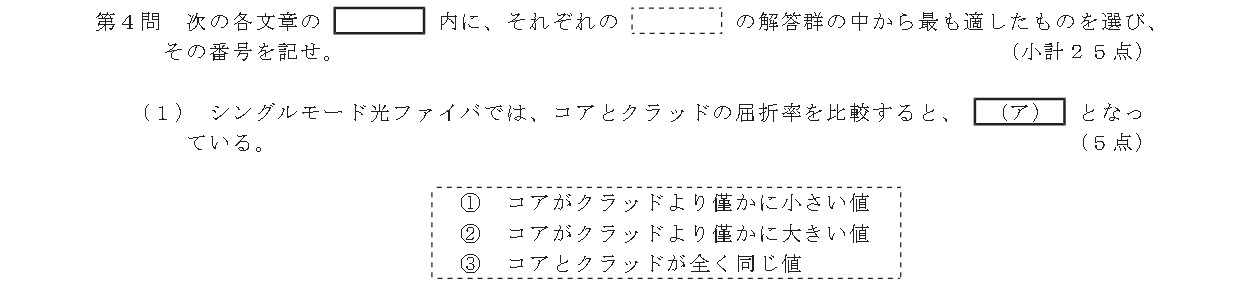 第４問　次の各文章の　　　　内に、それぞれの　　　　の解答群の中から最も適したものを選び、
その番号を記せ。　（小計２５点）
（１）　シングルモード光ファイバでは、コアとクラッドの屈折率を比較すると、（ア）となっ
ている。　（５点）
①　コアがクラッドより僅かに小さい値
②　コアがクラッドより僅かに大きい値
③　コアとクラッドが全く同じ値